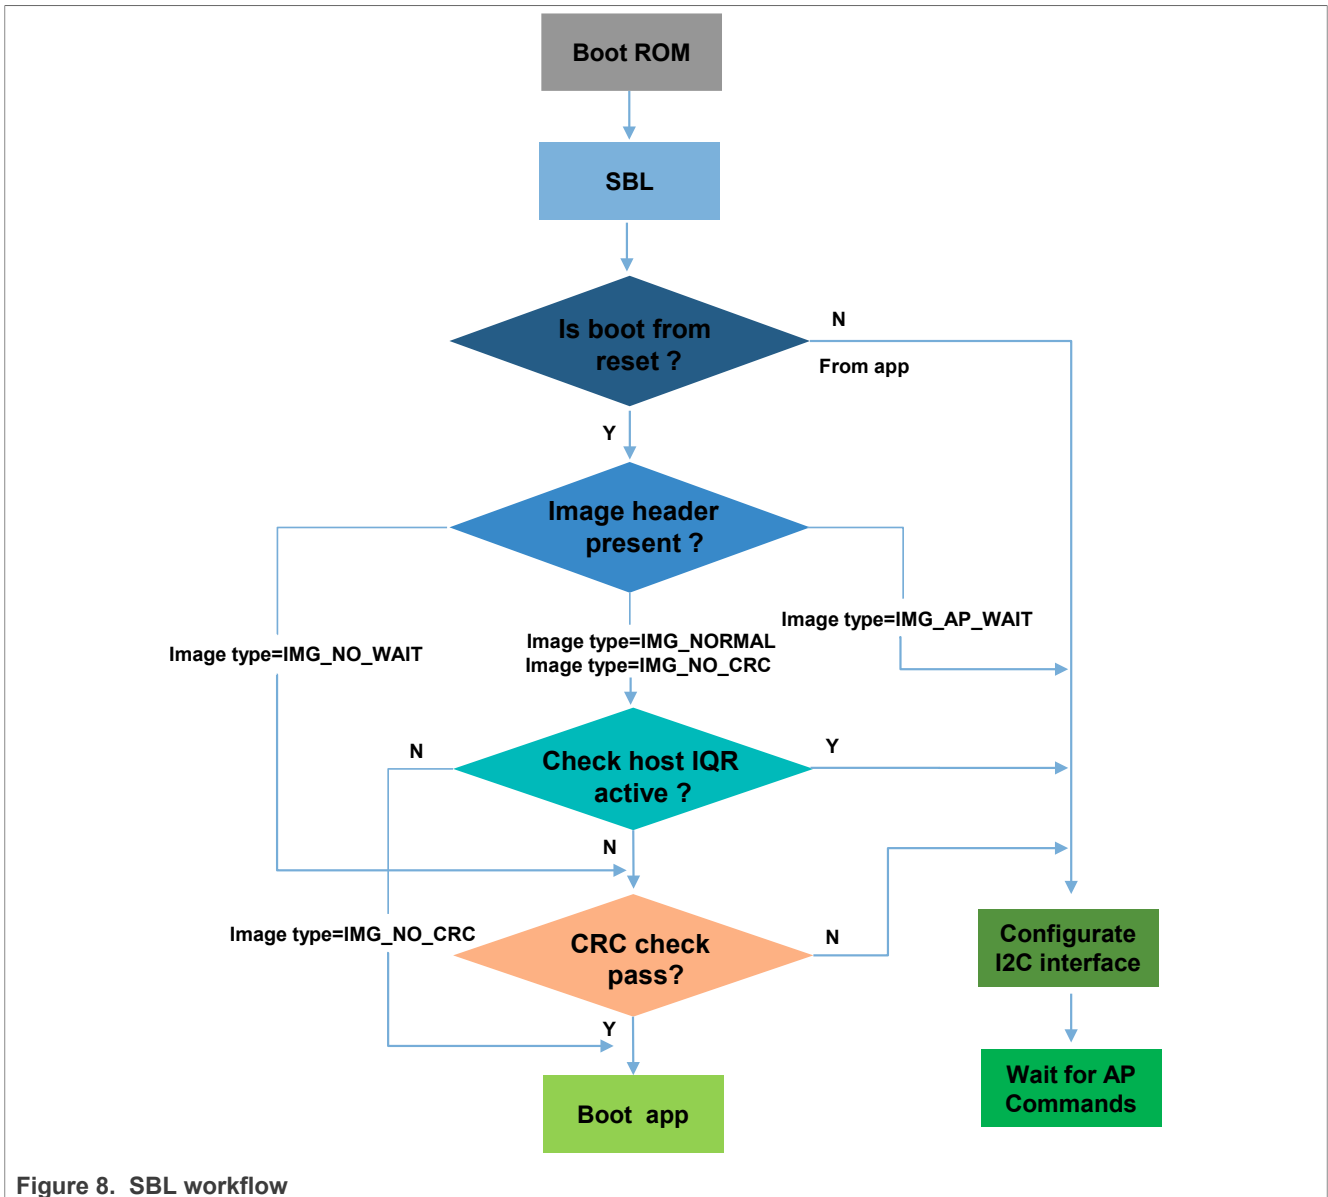 Boot ROM
SBL
Is boot from
reset ?
N
From app
Y
Image header
present ?
Image type=IMG_AP_WAIT
Image type=IMG_NORMAL
Image type=IMG_NO_CRC
Image type=IMG_NO_WAIT
N
Check host IQR
active ?
Y
N
Image type=IMG_NO_CRC
CRC check
pass?
N
Configurate
I2C interface
Y
Wait for AP
Commands
Boot app
Figure 8. SBL workflow